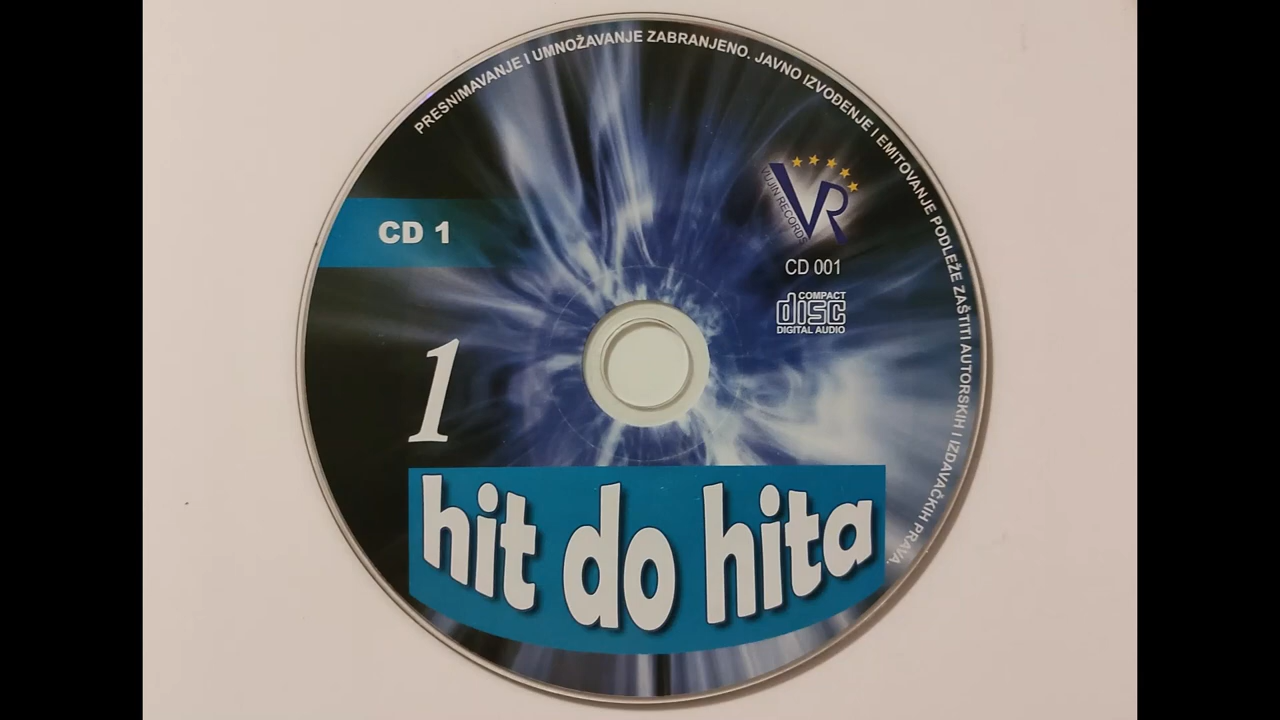 PRESNIMAVANJE I UMNOŽAVANJE ZABRANJENO. JAVNO IZVOĐENJE I EMITOVANJE PODLEŽE ZAŠTITI AUTORSKIH I IZDAVAČKIH PRAVA.
VR
VUJIN RECORDS
CD 1
CD 001
COMPACT
disc
DIGITAL AUDIO
1
hit do hita